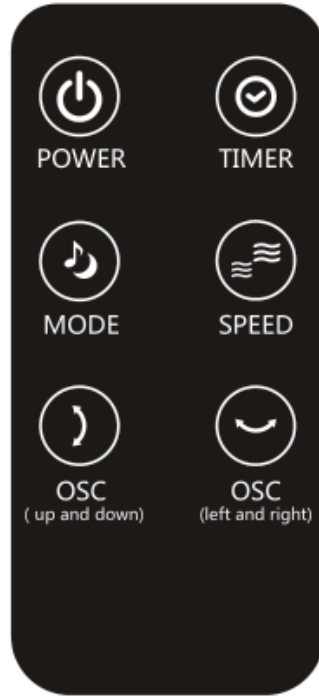 POWER TIMER
MODE SPEED
OSC OSC
( up and down) (left and right)